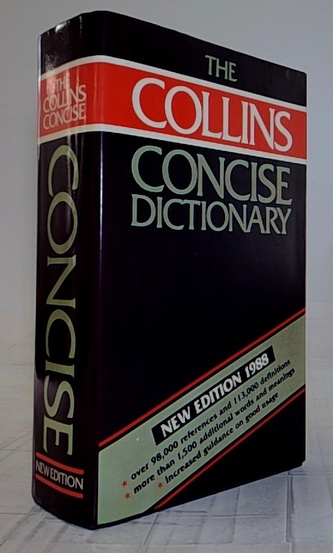 THE
COLLINS
CONCISE
DICTIONARY
NEW EDITION 1988
* over 98,000 references and 113,000 definitions
* more than 1,500 additional words and meanings
* Increased guidance on good usage
THE
COLLINS
CONCISE
CONCISE
NEW EDITION